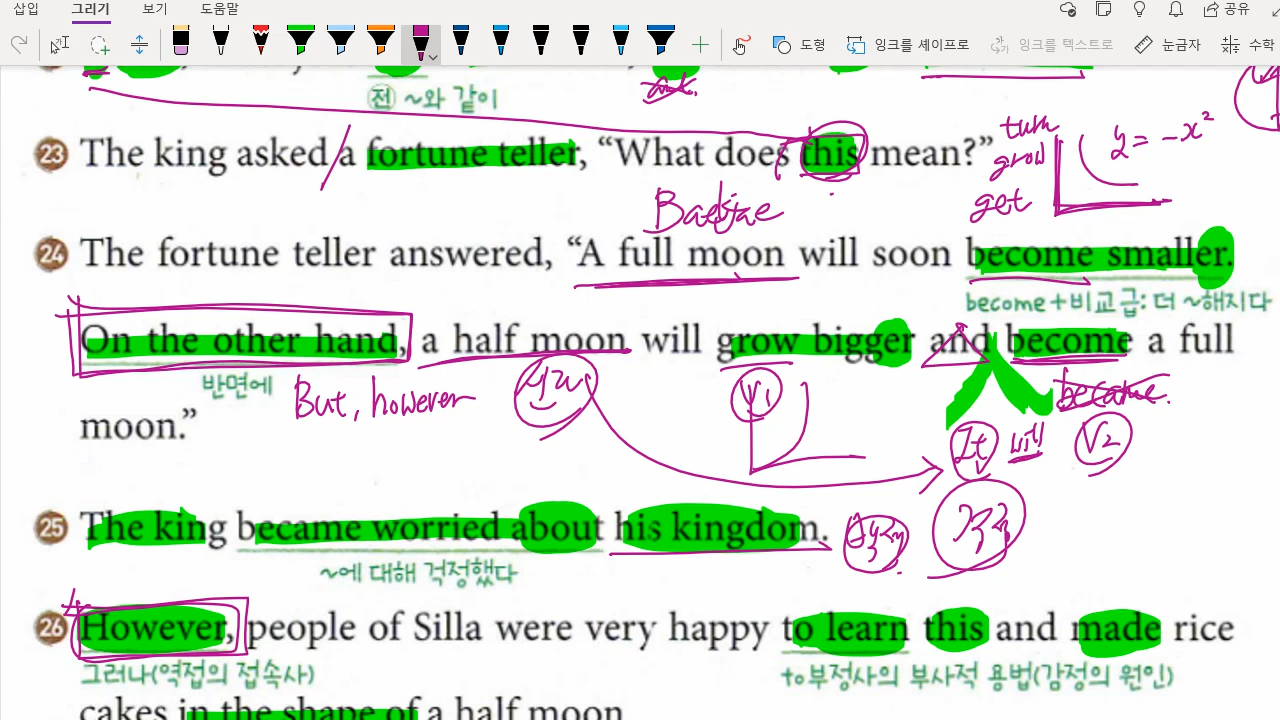 삽입 그리기 보기 도움말 공유
도형 잉크를 셰이프로 잉크를 텍스트로 눈금자 수학
전 ~와 같이
23 The king asked a fortune teller, “What does this mean?”
turn
grow
get
y = -x²
Baekjae
24 The fortune teller answered, “A full moon will soon become smaller.
become+비교급: 더 ~해지다
On the other hand, a half moon will grow bigger and become a full
반면에 But, however V1 became
moon.”
It will V2
25 The king became worried about his kingdom.
~에 대해 걱정했다
26 However, people of Silla were very happy to learn this and made rice
그러나(역접의 접속사) to부정사의 부사적 용법(감정의 원인)
cakes in the shape of a half moon.